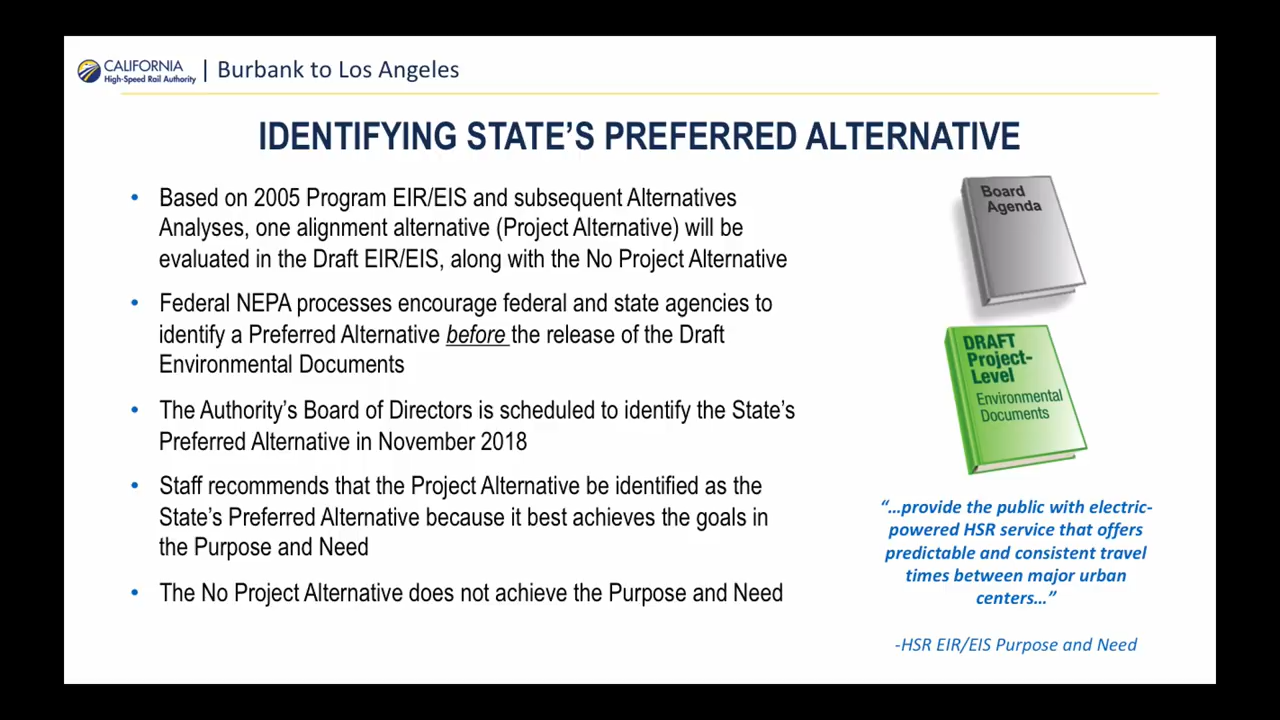 CALIFORNIA
High-Speed Rail Authority
| Burbank to Los Angeles
IDENTIFYING STATE’S PREFERRED ALTERNATIVE
• Based on 2005 Program EIR/EIS and subsequent Alternatives
Analyses, one alignment alternative (Project Alternative) will be
evaluated in the Draft EIR/EIS, along with the No Project Alternative
• Federal NEPA processes encourage federal and state agencies to
identify a Preferred Alternative before the release of the Draft
Environmental Documents
• The Authority’s Board of Directors is scheduled to identify the State’s
Preferred Alternative in November 2018
• Staff recommends that the Project Alternative be identified as the
State’s Preferred Alternative because it best achieves the goals in
the Purpose and Need
• The No Project Alternative does not achieve the Purpose and Need
Board
Agenda
DRAFT
Project-
Level
Environmental
Documents
“…provide the public with electric-
powered HSR service that offers
predictable and consistent travel
times between major urban
centers…”
-HSR EIR/EIS Purpose and Need